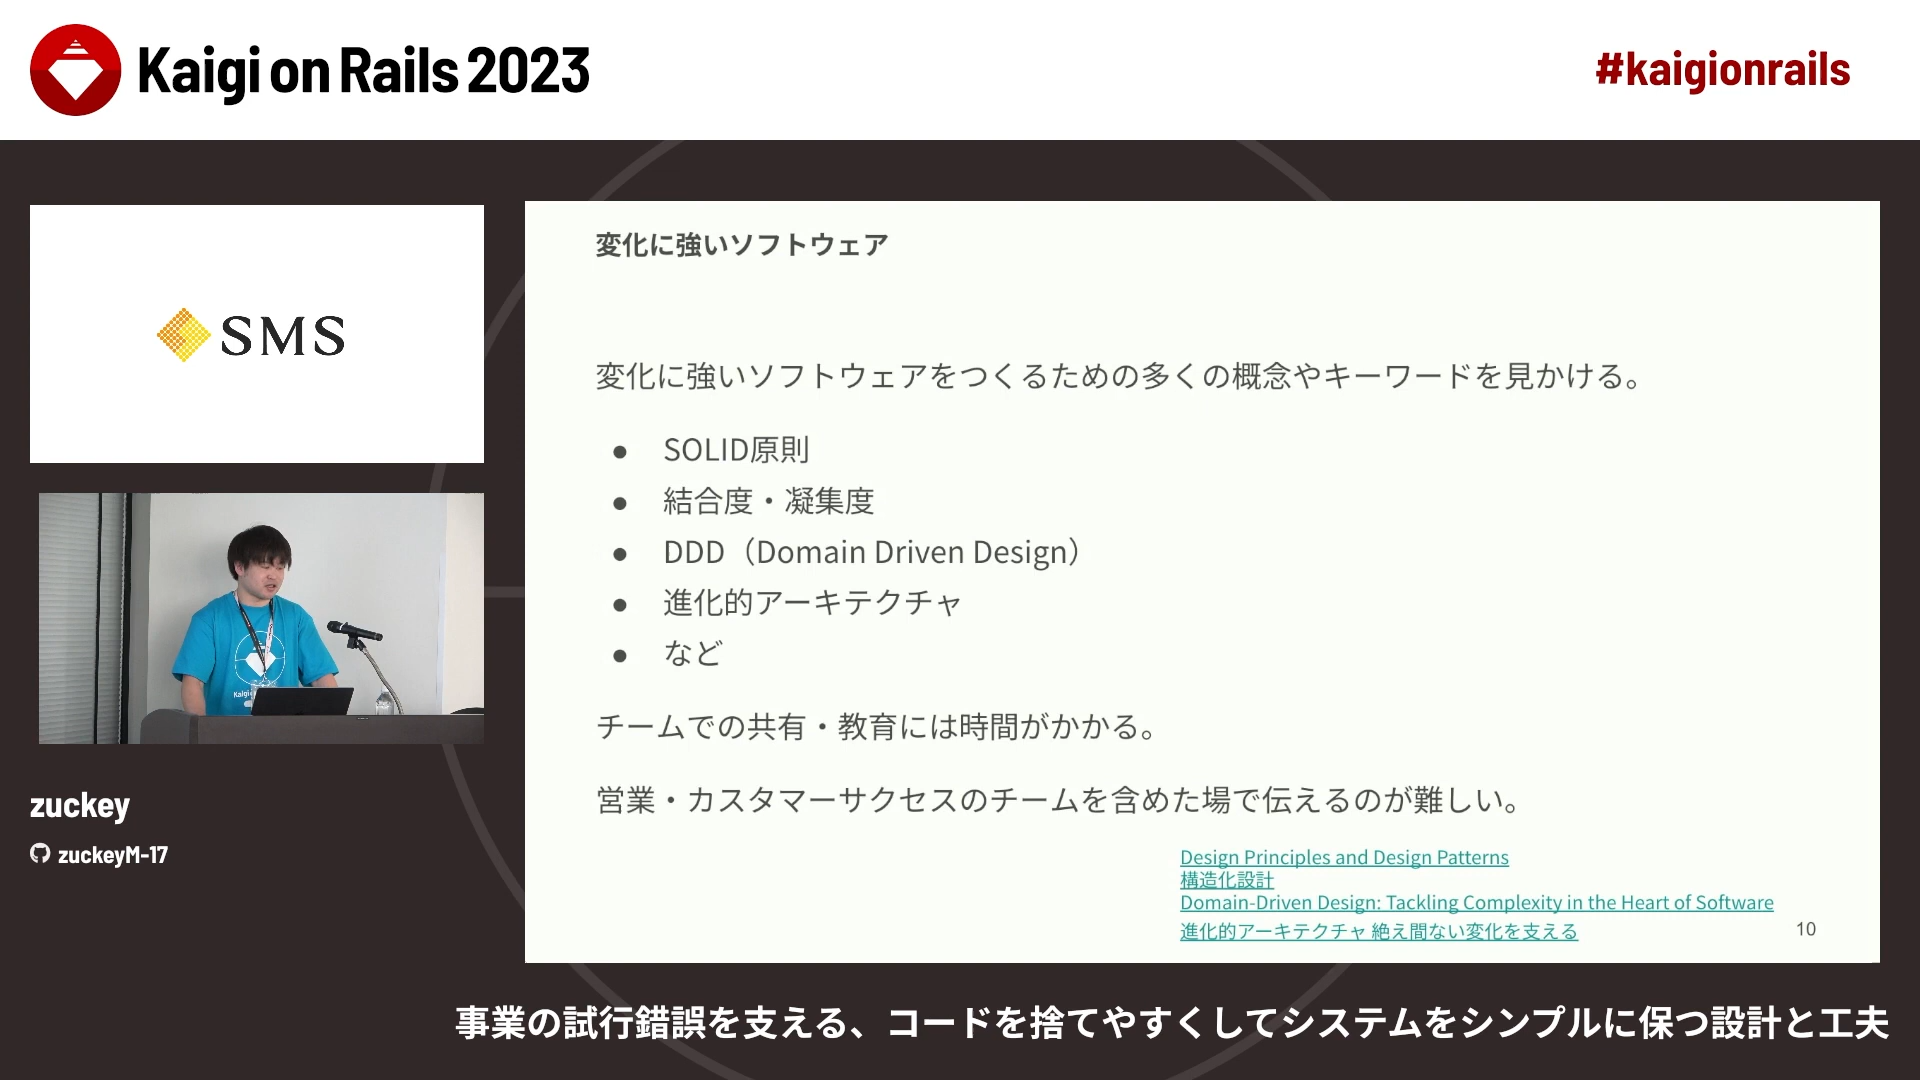 Kaigi on Rails 2023
#kaigionrails
SMS
変化に強いソフトウェア
変化に強いソフトウェアをつくるための多くの概念やキーワードを見かける。
● SOLID原則
● 結合度・凝集度
● DDD（Domain Driven Design）
● 進化的アーキテクチャ
● など
チームでの共有・教育には時間がかかる。
営業・カスタマーサクセスのチームを含めた場で伝えるのが難しい。
Design Principles and Design Patterns
構造化設計
Domain-Driven Design: Tackling Complexity in the Heart of Software
進化的アーキテクチャ 絶え間ない変化を支える
10
zuckey
zuckeyM-17
事業の試行錯誤を支える、コードを捨てやすくしてシステムをシンプルに保つ設計と工夫